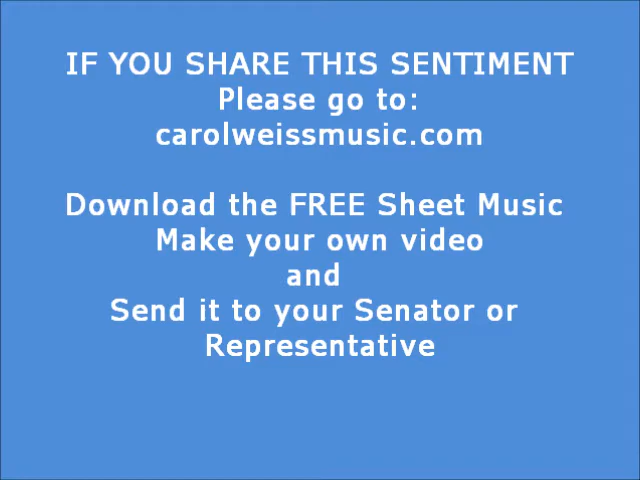 IF YOU SHARE THIS SENTIMENT
Please go to:
carolweissmusic.com
Download the FREE Sheet Music
Make your own video
and
Send it to your Senator or
Representative